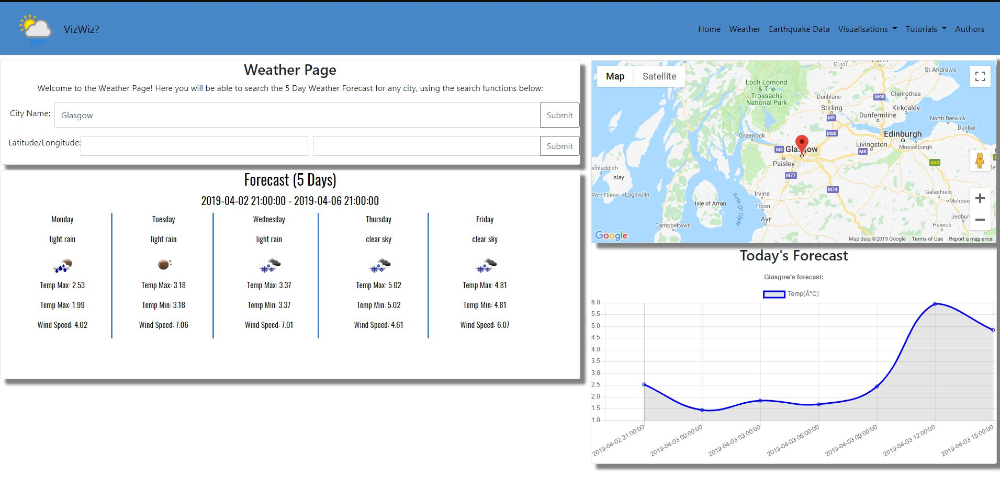 VizWiz?
Home Weather Earthquake Data Visualisations Tutorials Authors
Weather Page
Welcome to the Weather Page! Here you will be able to search the 5 Day Weather Forecast for any city, using the search functions below:
City Name: Glasgow Submit
Latitude/Longitude: Submit
Forecast (5 Days)
2019-04-02 21:00:00 - 2019-04-06 21:00:00
Monday Tuesday Wednesday Thursday Friday
light rain light rain light rain clear sky clear sky
Temp Max: 2.53 Temp Max: 3.18 Temp Max: 3.37 Temp Max: 5.02 Temp Max: 4.81
Temp Max: 1.99 Temp Min: 3.18 Temp Min: 3.37 Temp Min: 5.02 Temp Min: 4.81
Wind Speed: 4.02 Wind Speed: 7.06 Wind Speed: 7.01 Wind Speed: 4.61 Wind Speed: 6.07
Map Satellite
St Andrews
Loch Lomond
& The
Trossachs
National Park
Dunblane
Glenrothes
Stirling
Kirkcaldy
Dunfermline
North Berwick
Greenock
Dunbar
Edinburgh
Glasgow
Livingston
Musselburgh
Paisley
M8
M77
M74
Irvine
Isle of Arran
Ayr
Campbeltown
Galashiels
Hawick
Google
Map data ©2019 Google Terms of Use Report a map error
Today's Forecast
Glasgow's forecast:
Temp(Â°C)
6.0
5.5
5.0
4.5
4.0
3.5
3.0
2.5
2.0
1.5
1.0
2019-04-02 21:00:00
2019-04-03 00:00:00
2019-04-03 03:00:00
2019-04-03 06:00:00
2019-04-03 09:00:00
2019-04-03 12:00:00
2019-04-03 15:00:00